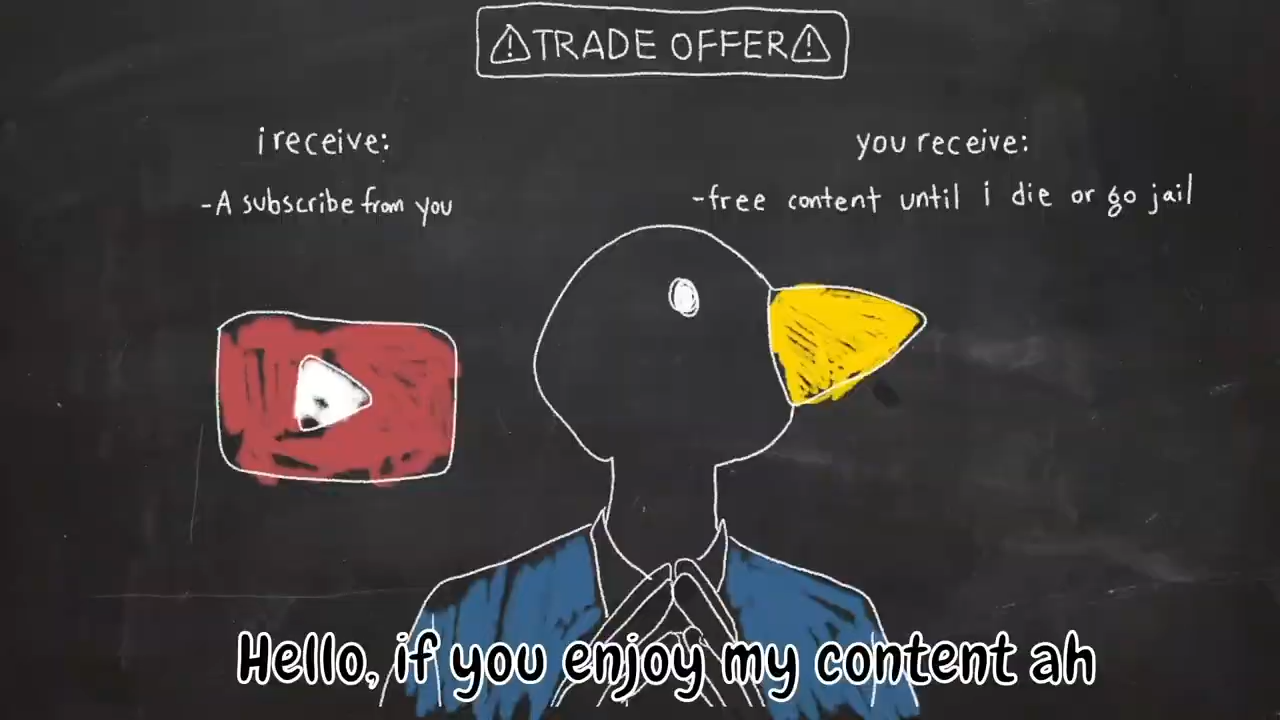 ⚠TRADE OFFER⚠
i receive:
-A subscribe from you
you receive:
-free content until i die or go jail
Hello, if you enjoy my content ah